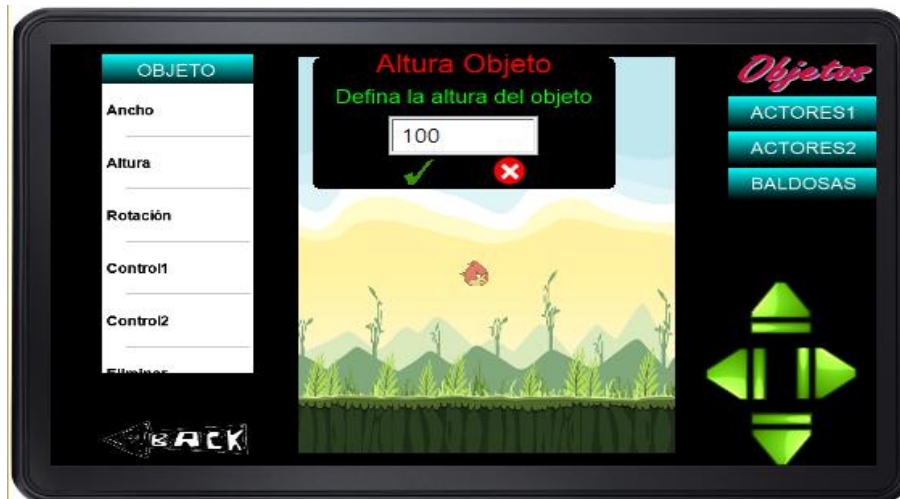 OBJETO
Ancho
Altura
Rotación
Control1
Control2
Eliminar
BACK
Altura Objeto
Defina la altura del objeto
100
Objetos
ACTORES1
ACTORES2
BALDOSAS